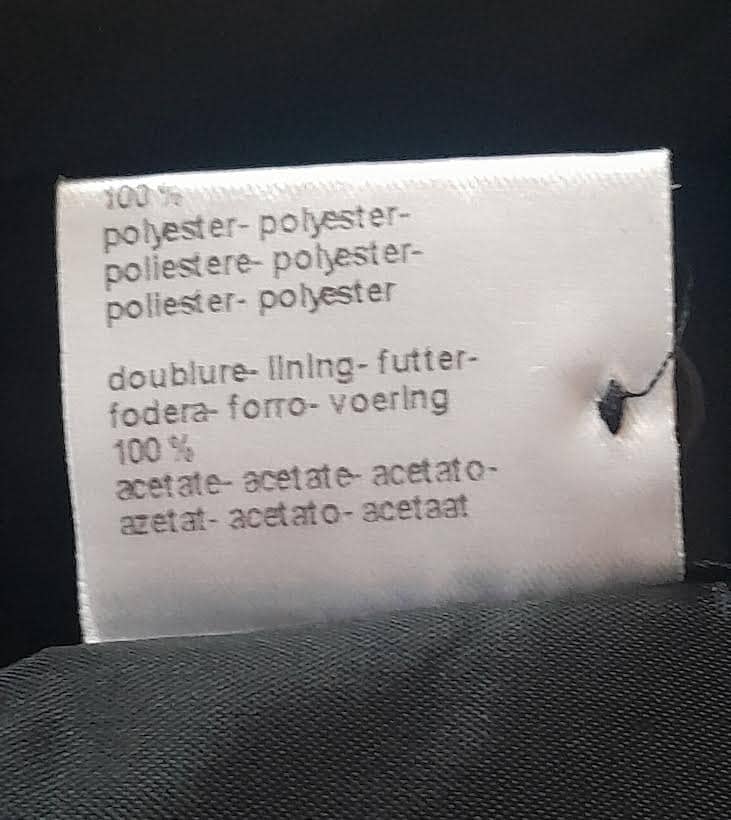 100 %
polyester- polyester-
poliestere- polyester-
poliester- polyester
doublure- lining- futter-
fodera- forro- voering
100 %
acetate- acetate- acetato-
azetat- acetato- acetaat